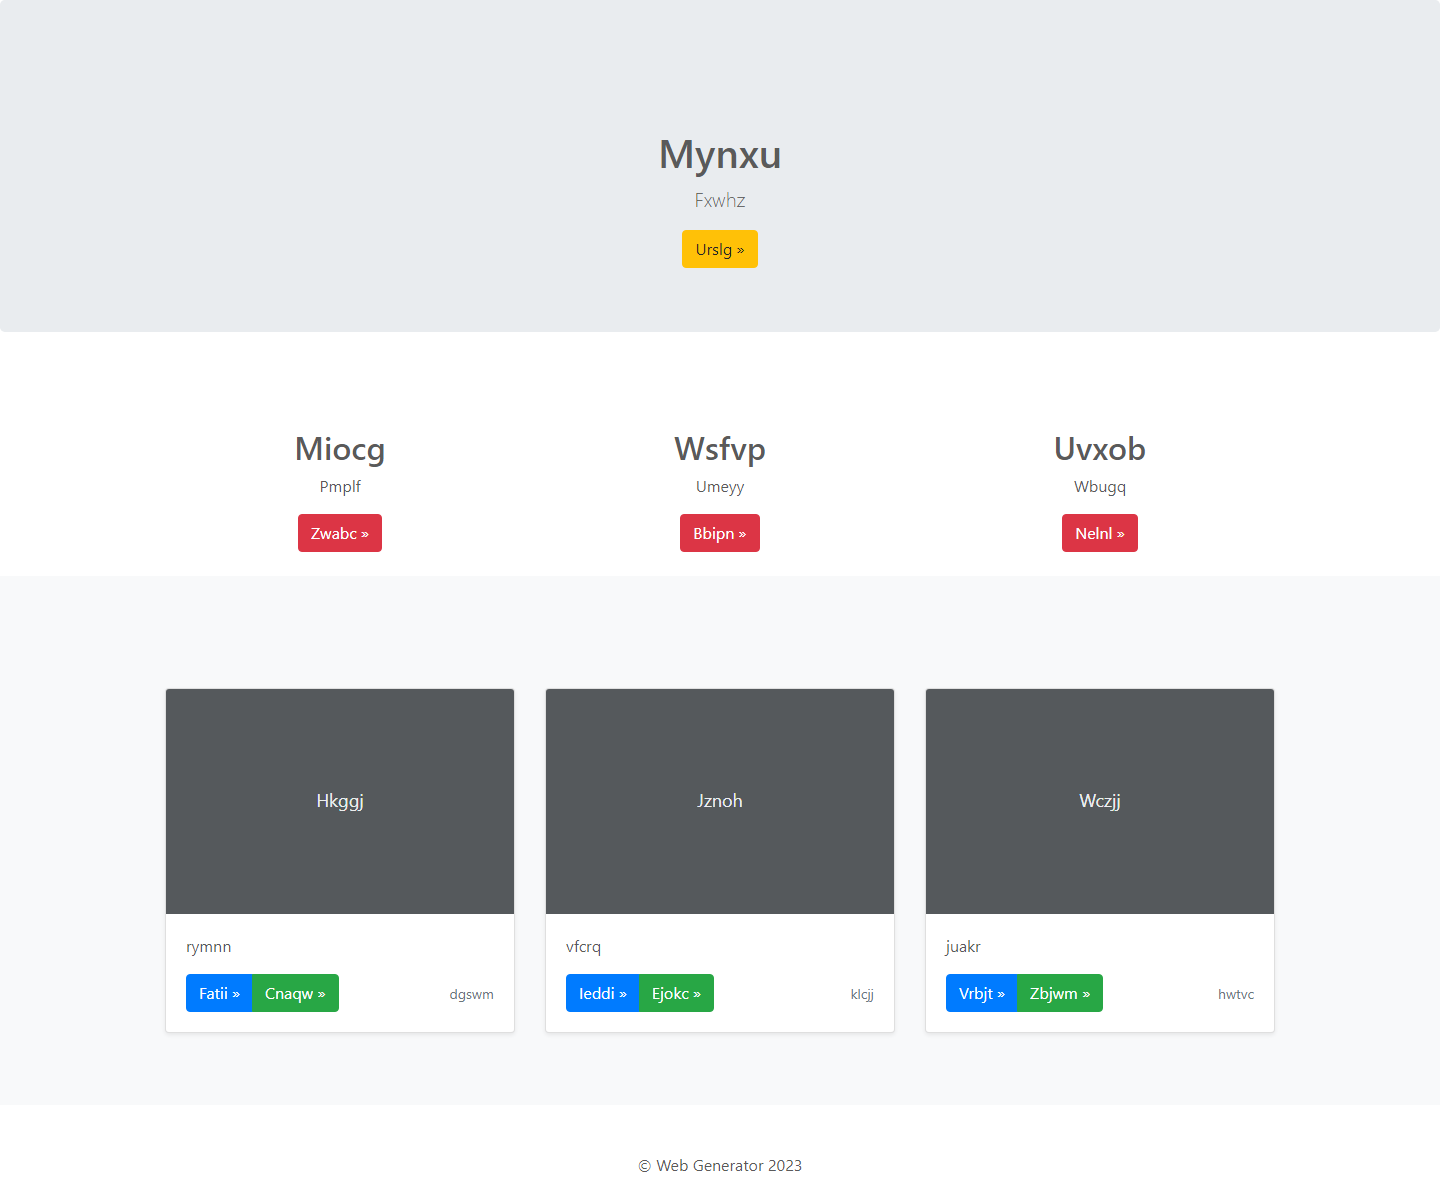 Mynxu
Fxwhz
Urslg »
Miocg
Pmplf
Zwabc »
Wsfvp
Umeyy
Bbipn »
Uvxob
Wbugq
Nelnl »
Hkggj
rymnn
Fatii » Cnaqw » dgswm
Jznoh
vfcrq
Ieddi » Ejokc » klcjj
Wczjj
juakr
Vrbjt » Zbjwm » hwtvc
© Web Generator 2023